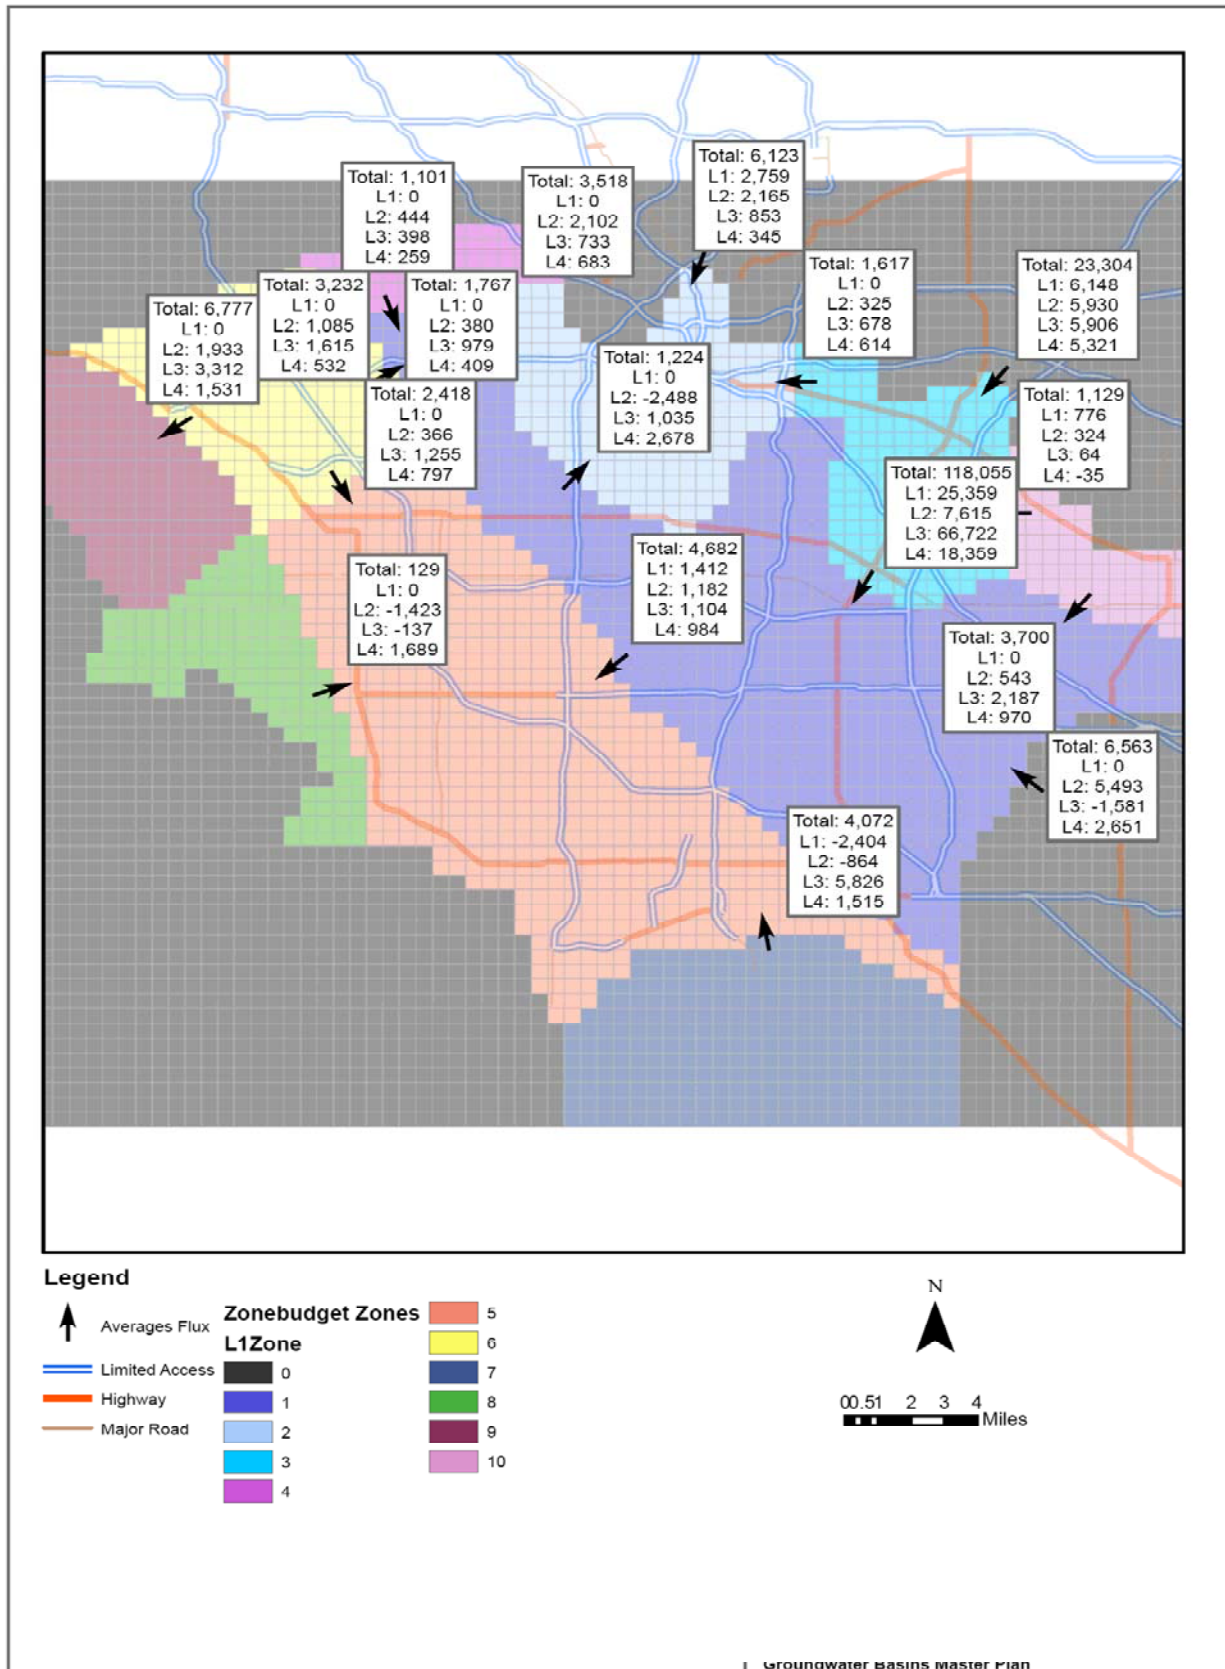 Total: 6,123
L1: 2,759
L2: 2,165
L3: 853
L4: 345
Total: 1,101
L1: 0
L2: 444
L3: 398
L4: 259
Total: 3,518
L1: 0
L2: 2,102
L3: 733
L4: 683
Total: 1,617
L1: 0
L2: 325
L3: 678
L4: 614
Total: 23,304
L1: 6,148
L2: 5,930
L3: 5,906
L4: 5,321
Total: 6,777
L1: 0
L2: 1,933
L3: 3,312
L4: 1,531
Total: 3,232
L1: 0
L2: 1,085
L3: 1,615
L4: 532
Total: 1,767
L1: 0
L2: 380
L3: 979
L4: 409
Total: 1,224
L1: 0
L2: -2,488
L3: 1,035
L4: 2,678
Total: 2,418
L1: 0
L2: 366
L3: 1,255
L4: 797
Total: 1,129
L1: 776
L2: 324
L3: 64
L4: -35
Total: 118,055
L1: 25,359
L2: 7,615
L3: 66,722
L4: 18,359
Total: 4,682
L1: 1,412
L2: 1,182
L3: 1,104
L4: 984
Total: 129
L1: 0
L2: -1,423
L3: -137
L4: 1,689
Total: 3,700
L1: 0
L2: 543
L3: 2,187
L4: 970
Total: 6,563
L1: 0
L2: 5,493
L3: -1,581
L4: 2,651
Total: 4,072
L1: -2,404
L2: -864
L3: 5,826
L4: 1,515
Legend
Averages Flux
Limited Access
Highway
Major Road
Zonebudget Zones
L1Zone
0
1
2
3
4
5
6
7
8
9
10
N
00.51 2 3 4
Miles
Groundwater Basins Master Plan